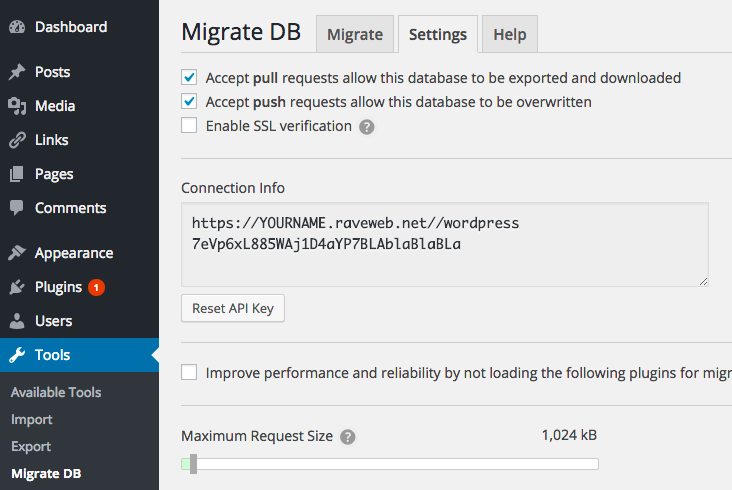 Dashboard
Posts
Media
Links
Pages
Comments
Appearance
Plugins 1
Users
Tools
Available Tools
Import
Export
Migrate DB
Migrate DB Migrate Settings Help
Accept pull requests allow this database to be exported and downloaded
Accept push requests allow this database to be overwritten
Enable SSL verification ?
Connection Info
https://YOURNAME.raveweb.net//wordpress
7eVp6xL885WAj1D4aYP7BLAblaBlaBLa
Reset API Key
Improve performance and reliability by not loading the following plugins for migr
Maximum Request Size ? 1,024 kB